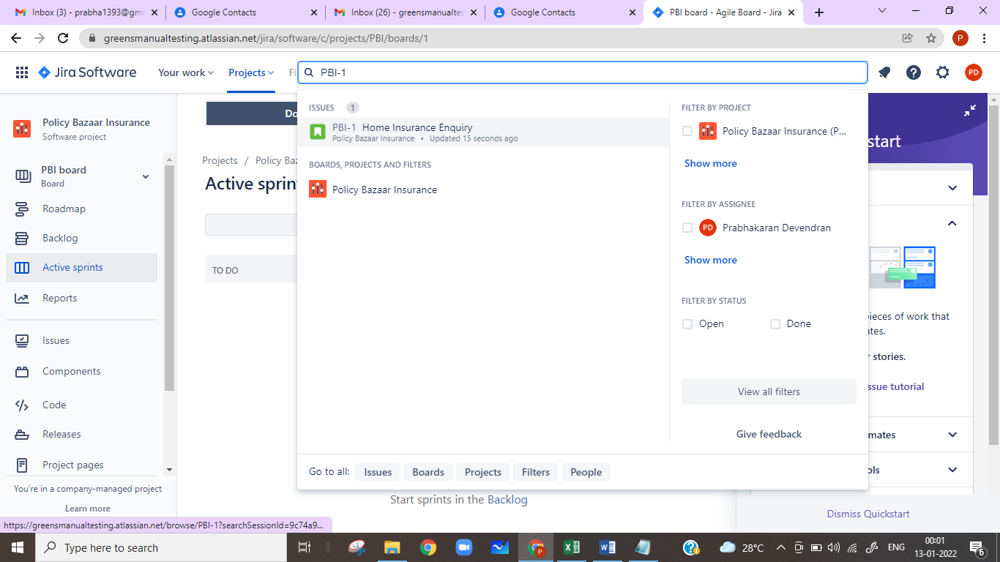 Inbox (3) - prabha1393@gma
Google Contacts
Inbox (26) - greensmanualtes
Google Contacts
PBI board - Agile Board - Jira
greensmanualtesting.atlassian.net/jira/software/c/projects/PBI/boards/1
P
Jira Software
Your work
Projects
Fi
PBI-1
PD
Policy Bazaar Insurance
Software project
PBI board
Board
Roadmap
Backlog
Active sprints
Reports
Issues
Components
Code
Releases
Project pages
You're in a company-managed project
Learn more
Do
Projects / Policy Baz
Active sprin
TO DO
ISSUES 1
PBI-1 Home Insurance Enquiry
Policy Bazaar Insurance • Updated 15 seconds ago
BOARDS, PROJECTS AND FILTERS
Policy Bazaar Insurance
FILTER BY PROJECT
Policy Bazaar Insurance (P...
Show more
FILTER BY ASSIGNEE
PD Prabhakaran Devendran
Show more
FILTER BY STATUS
Open Done
View all filters
Give feedback
Go to all: Issues Boards Projects Filters People
Start sprints in the Backlog
start
ieces of work that
ates.
r stories.
ssue tutorial
mates
ols
Dismiss Quickstart
https://greensmanualtesting.atlassian.net/browse/PBI-1?searchSessionId=9c74a9...
Type here to search
P
28°C
ENG
00:01
13-01-2022
6